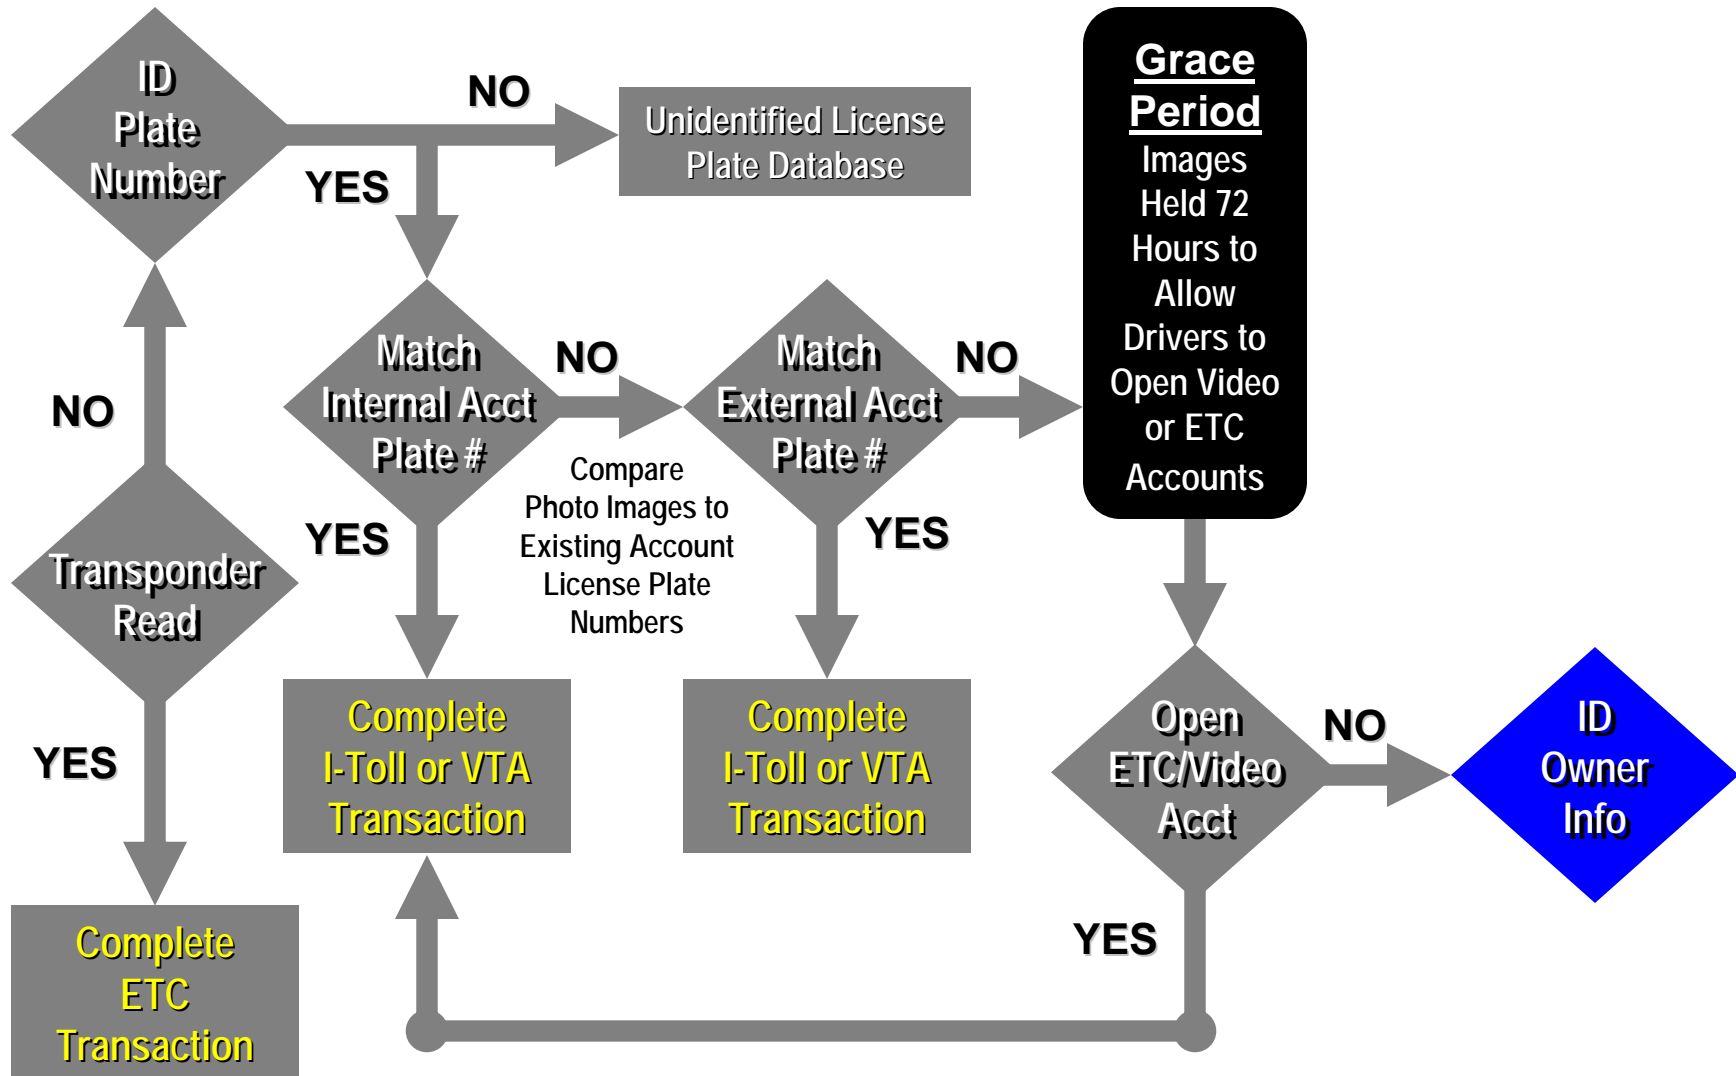 ID
Plate
Number
NO
Unidentified License
Plate Database
YES
Grace
Period
Images
Held 72
Hours to
Allow
Drivers to
Open Video
or ETC
Accounts
Match
Internal Acct
Plate #
NO
Match
External Acct
Plate #
NO
NO
Compare
Photo Images to
Existing Account
License Plate
Numbers
YES
YES
Transponder
Read
YES
Complete
I-Toll or VTA
Transaction
Complete
I-Toll or VTA
Transaction
Open
ETC/Video
Acct
NO
ID
Owner
Info
YES
Complete
ETC
Transaction